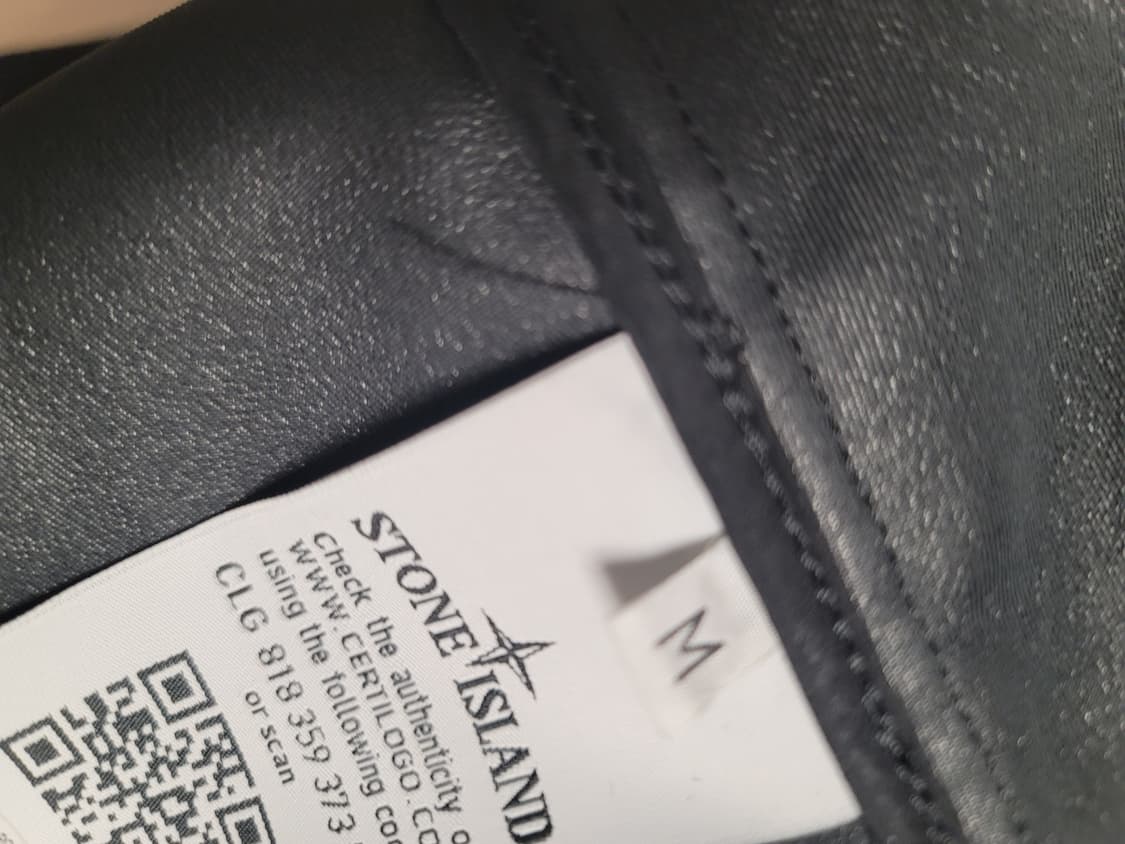 M
STONE ISLAND
Check the authenticity
WWW.CERTILOGO.CO
using the following
CLG 818 359 373
or scan